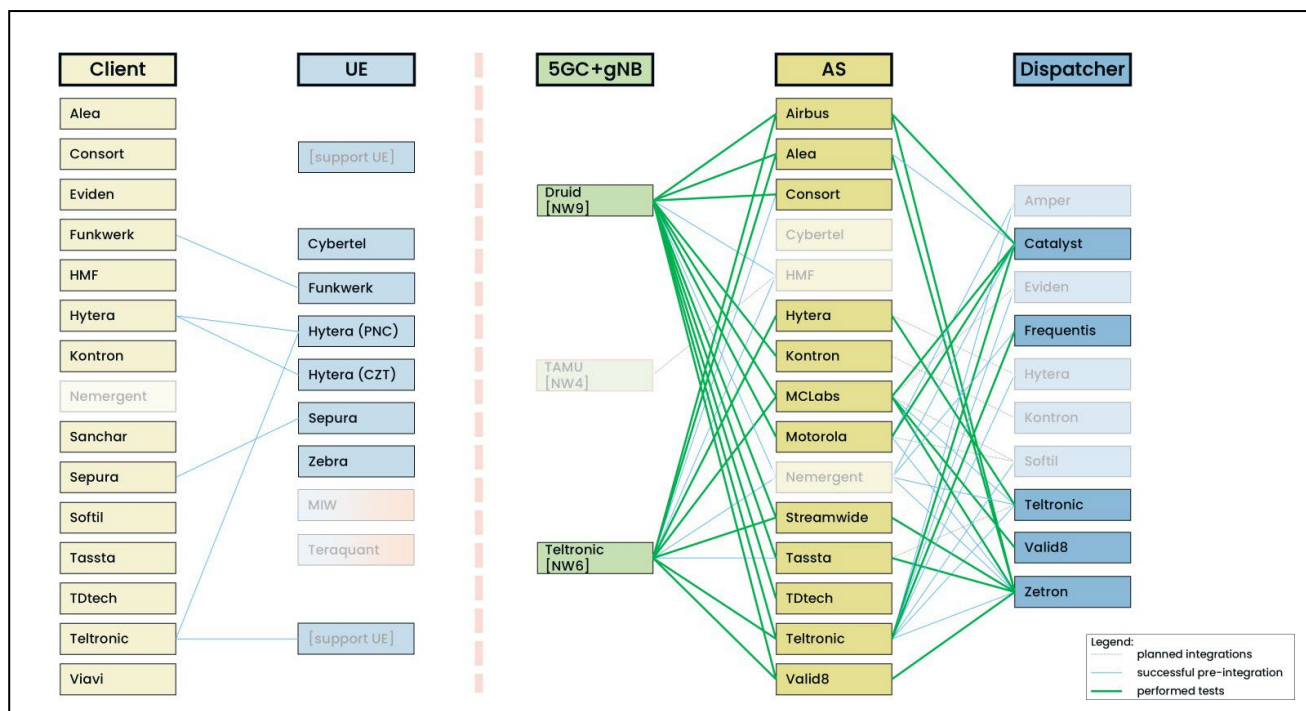 Client
UE
5GC+gNB
AS
Dispatcher
Alea
Consort
Eviden
Funkwerk
HMF
Hytera
Kontron
Nemergent
Sanchar
Sepura
Softil
Tassta
TDtech
Teltronic
Viavi
[support UE]
Cybertel
Funkwerk
Hytera (PNC)
Hytera (CZT)
Sepura
Zebra
MIW
Teraquant
[support UE]
Druid
[NW9]
TAMU
[NW4]
Teltronic
[NW6]
Airbus
Alea
Consort
Cybertel
HMF
Hytera
Kontron
MCLabs
Motorola
Nemergent
Streamwide
Tassta
TDtech
Teltronic
Valid8
Amper
Catalyst
Eviden
Frequentis
Hytera
Kontron
Softil
Teltronic
Valid8
Zetron
Legend:
planned integrations
successful pre-integration
performed tests